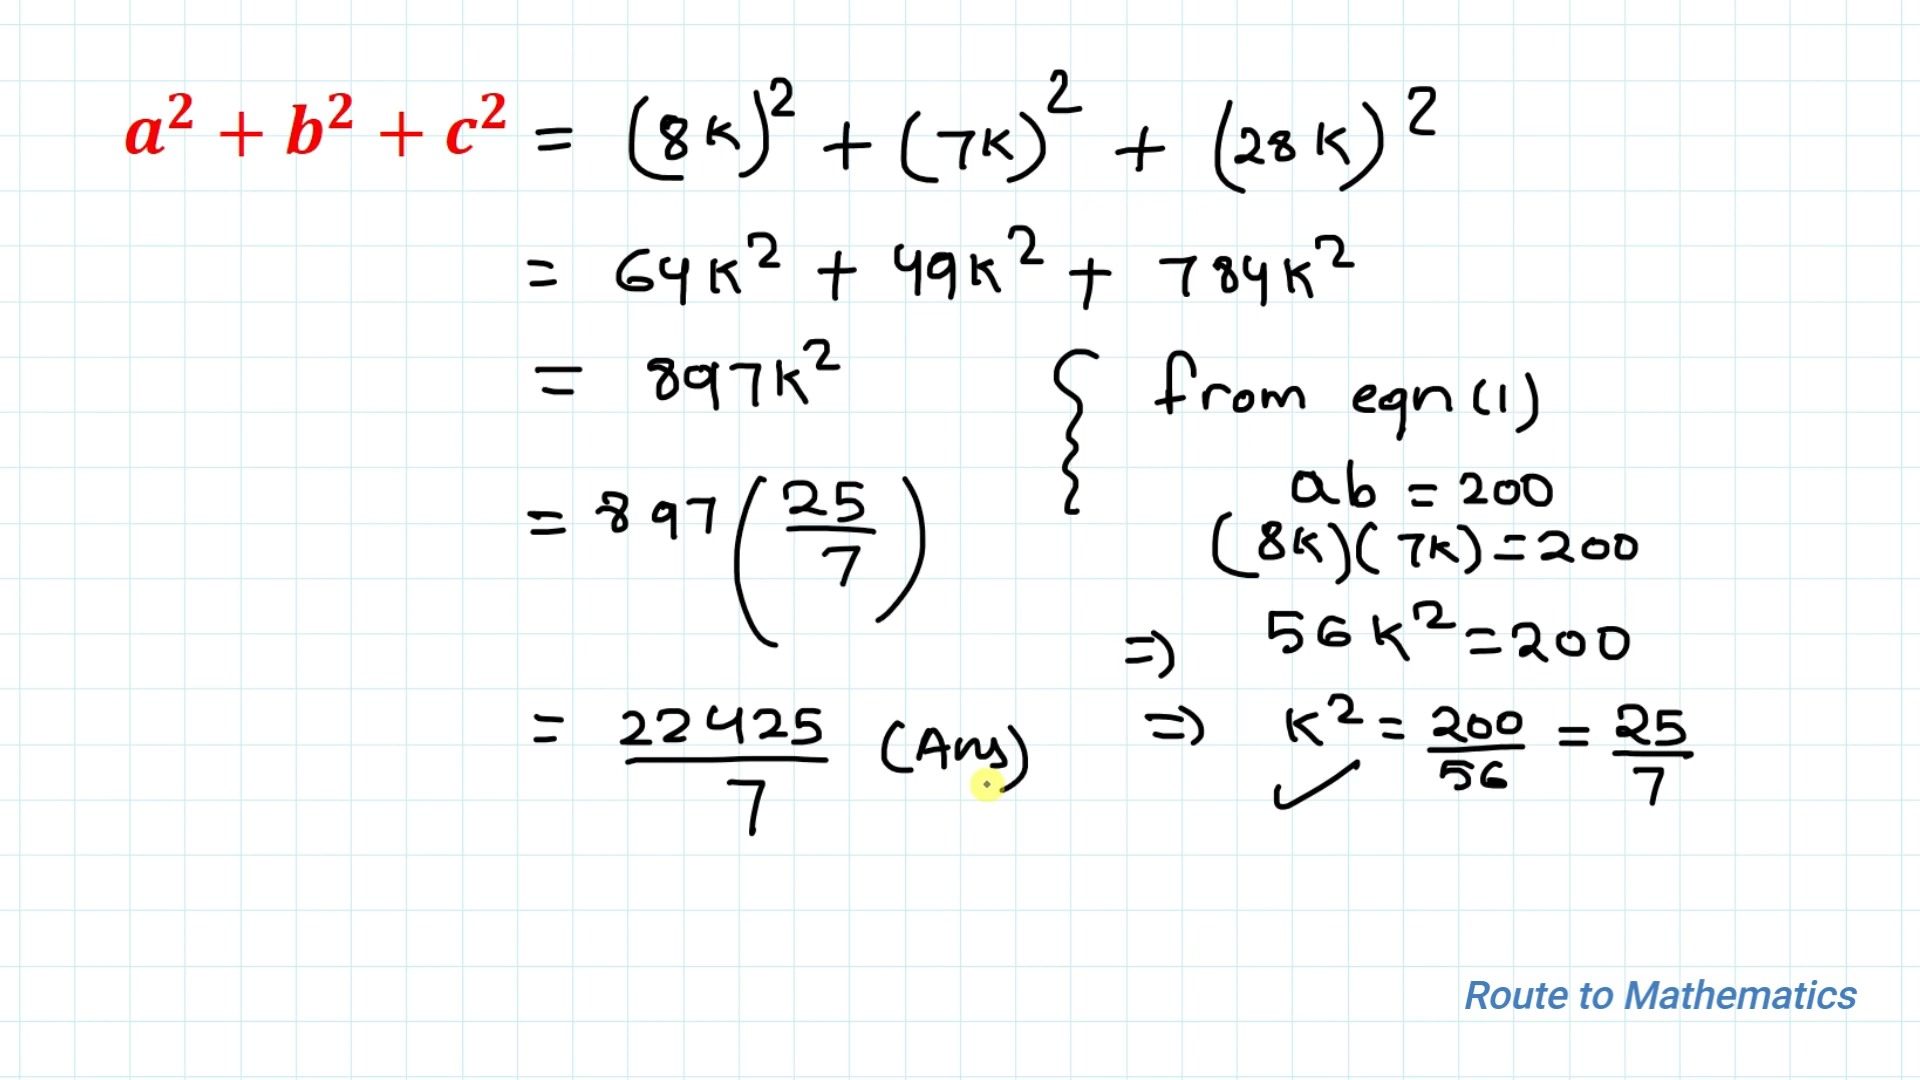 a² + b² + c² = (8K)² + (7K)² + (28K)²
= 64K² + 49K² + 784K²
= 897K²
= 897(25/7)
= 22425/7 (Ans)
{ from eqn (1)
ab = 200
(8K)(7K) = 200
=> 56K² = 200
=> K² = 200/56 = 25/7
Route to Mathematics